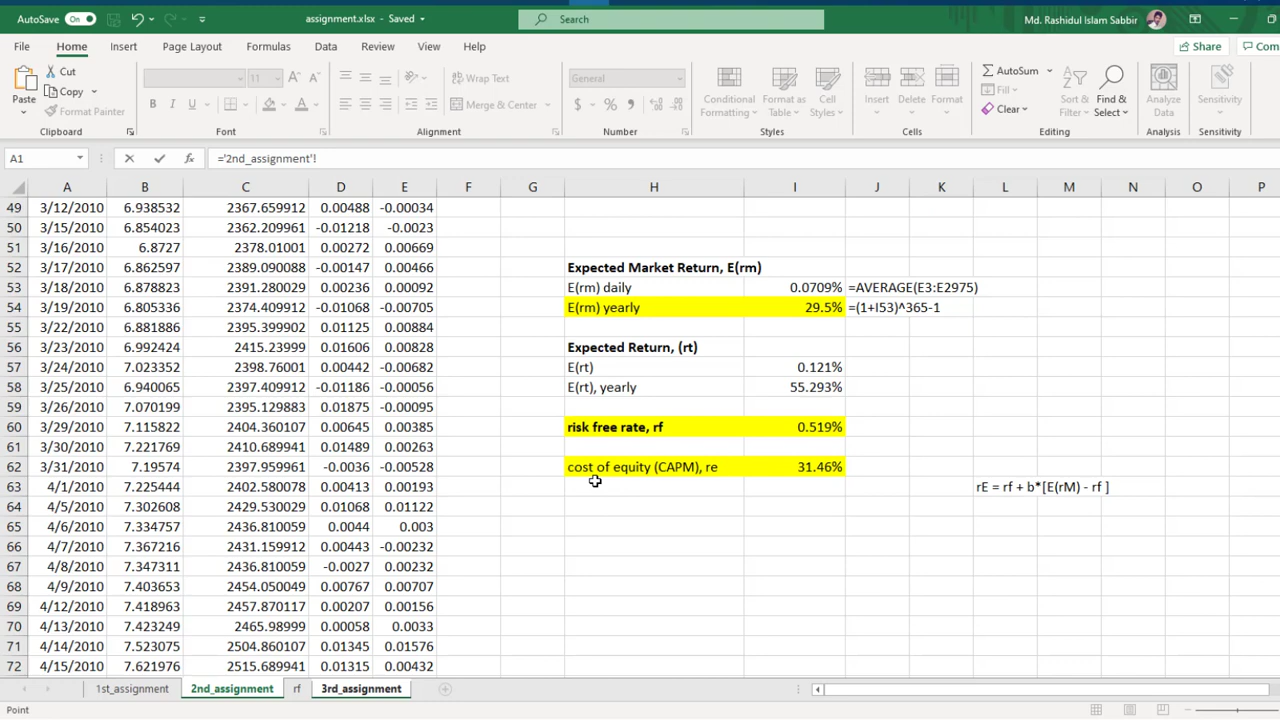 AutoSave On assignment.xlsx - Saved Search Md. Rashidul Islam Sabbir
File Home Insert Page Layout Formulas Data Review View Help Share Com
Cut 11 A A Wrap Text General AutoSum
Paste Copy Conditional Format as Cell Insert Delete Format Fill Sort & Find & Analyze Sensitivity
Format Painter B I U A Merge & Center $ % , Formatting Table Styles Clear Filter Select Data
Clipboard Font Alignment Number Styles Cells Editing Analysis Sensitivity
A1 fx ='2nd_assignment'!
A B C D E F G H I J K L M N O P
49 3/12/2010 6.938532 2367.659912 0.00488 -0.00034
50 3/15/2010 6.854023 2362.209961 -0.01218 -0.0023
51 3/16/2010 6.8727 2378.01001 0.00272 0.00669
52 3/17/2010 6.862597 2389.090088 -0.00147 0.00466 Expected Market Return, E(rm)
53 3/18/2010 6.878823 2391.280029 0.00236 0.00092 E(rm) daily 0.0709% =AVERAGE(E3:E2975)
54 3/19/2010 6.805336 2374.409912 -0.01068 -0.00705 E(rm) yearly 29.5% =(1+I53)^365-1
55 3/22/2010 6.881886 2395.399902 0.01125 0.00884
56 3/23/2010 6.992424 2415.23999 0.01606 0.00828 Expected Return, (rt)
57 3/24/2010 7.023352 2398.76001 0.00442 -0.00682 E(rt) 0.121%
58 3/25/2010 6.940065 2397.409912 -0.01186 -0.00056 E(rt), yearly 55.293%
59 3/26/2010 7.070199 2395.129883 0.01875 -0.00095
60 3/29/2010 7.115822 2404.360107 0.00645 0.00385 risk free rate, rf 0.519%
61 3/30/2010 7.221769 2410.689941 0.01489 0.00263
62 3/31/2010 7.19574 2397.959961 -0.0036 -0.00528 cost of equity (CAPM), re 31.46%
63 4/1/2010 7.225444 2402.580078 0.00413 0.00193 rE = rf + b*[E(rM) - rf ]
64 4/5/2010 7.302608 2429.530029 0.01068 0.01122
65 4/6/2010 7.334757 2436.810059 0.0044 0.003
66 4/7/2010 7.367216 2431.159912 0.00443 -0.00232
67 4/8/2010 7.347311 2436.810059 -0.0027 0.00232
68 4/9/2010 7.403653 2454.050049 0.00767 0.00707
69 4/12/2010 7.418963 2457.870117 0.00207 0.00156
70 4/13/2010 7.423249 2465.98999 0.00058 0.0033
71 4/14/2010 7.523075 2504.860107 0.01345 0.01576
72 4/15/2010 7.621976 2515.689941 0.01315 0.00432
1st_assignment 2nd_assignment rf 3rd_assignment
Point